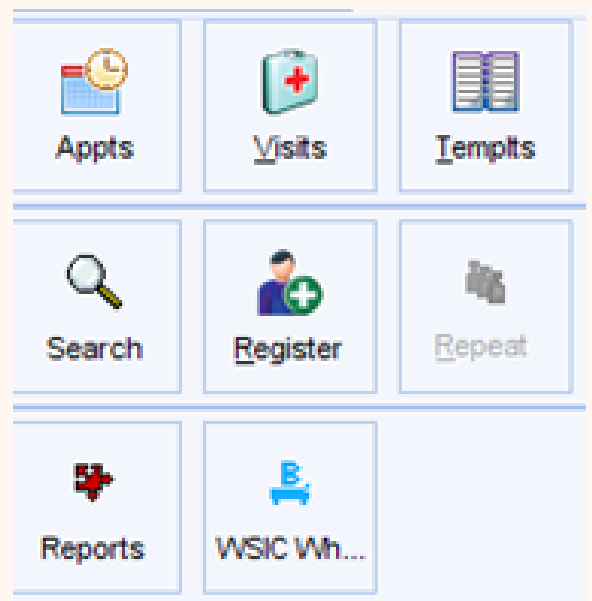 Appts Visits Templts
Search Register Repeat
B.
Reports WSIC Wh...